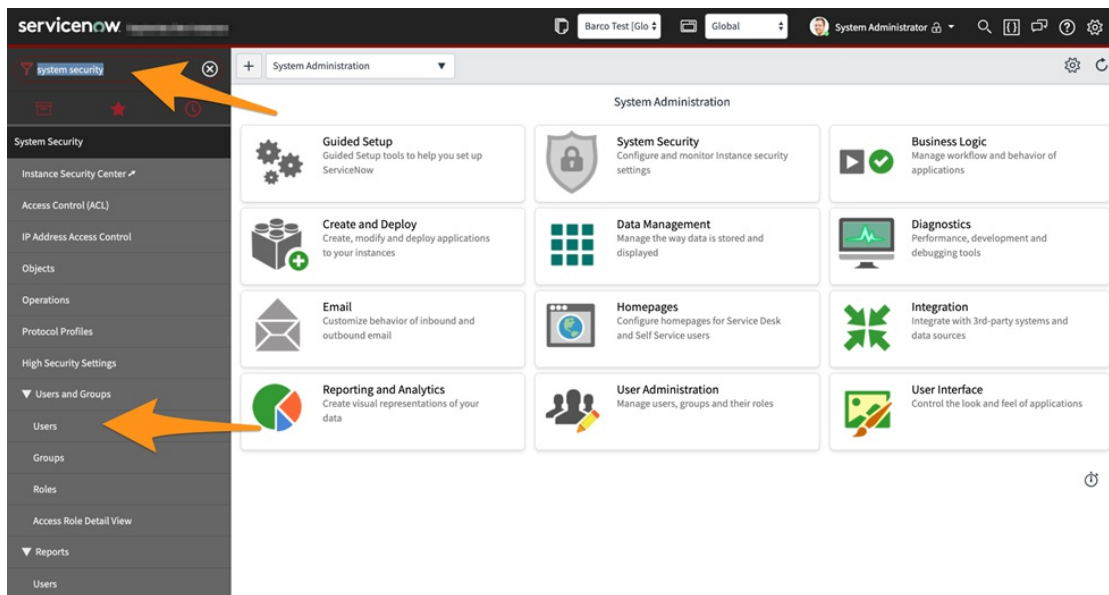 servicenow
Barco Test [Glo
Global
System Administrator
system security
System Administration
System Administration
System Security
Instance Security Center
Access Control (ACL)
IP Address Access Control
Objects
Operations
Protocol Profiles
High Security Settings
Users and Groups
Users
Groups
Roles
Access Role Detail View
Reports
Users
Guided Setup
Guided Setup tools to help you set up
ServiceNow
System Security
Configure and monitor Instance security
settings
Business Logic
Manage workflow and behavior of
applications
Create and Deploy
Create, modify and deploy applications
to your instances
Data Management
Manage the way data is stored and
displayed
Diagnostics
Performance, development and
debugging tools
Email
Customize behavior of inbound and
outbound email
Homepages
Configure homepages for Service Desk
and Self Service users
Integration
Integrate with 3rd-party systems and
data sources
Reporting and Analytics
Create visual representations of your
data
User Administration
Manage users, groups and their roles
User Interface
Control the look and feel of applications